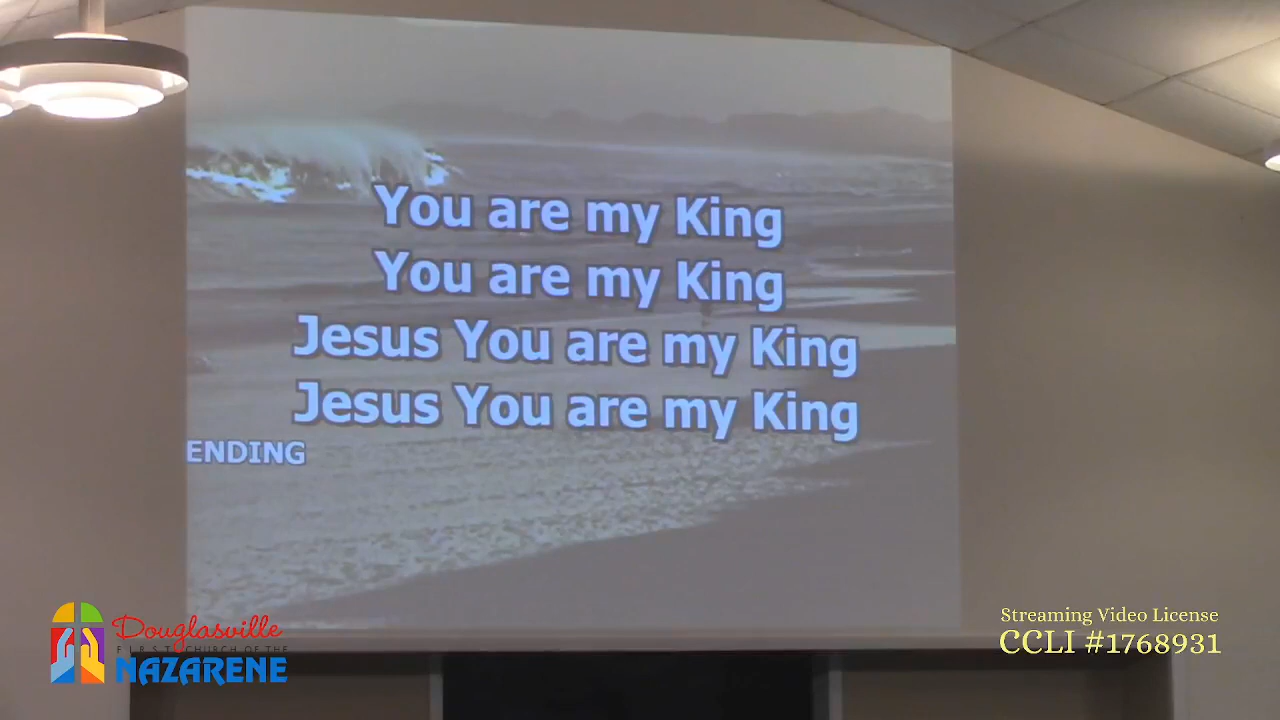 You are my King
You are my King
Jesus You are my King
Jesus You are my King
ENDING
Douglasville
FIRST CHURCH OF THE
NAZARENE
Streaming Video License
CCLI #1768931